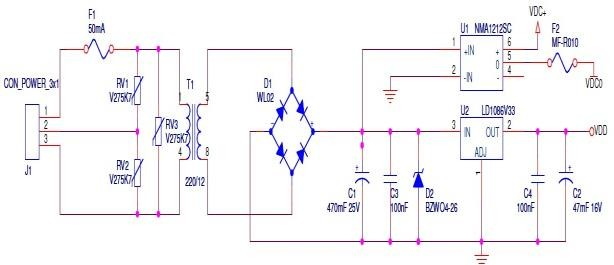 F1
50mA
CON_POWER_3x1
1
2
3
J1
RV1
V275K7
RV2
V275K7
RV3
V275K7
T1
1
5
4
8
220/12
D1
WL02
-
+
U1 NMA1212SC
1
+IN
2
-IN
+
0
-
6
5
4
VDC+
F2
MF-R010
VDC0
U2 LD1086V33
3
IN
OUT
2
ADJ
1
VDD
+
C1
470mF 25V
C3
100nF
D2
BZW04-26
C4
100nF
+
C2
47mF 16V